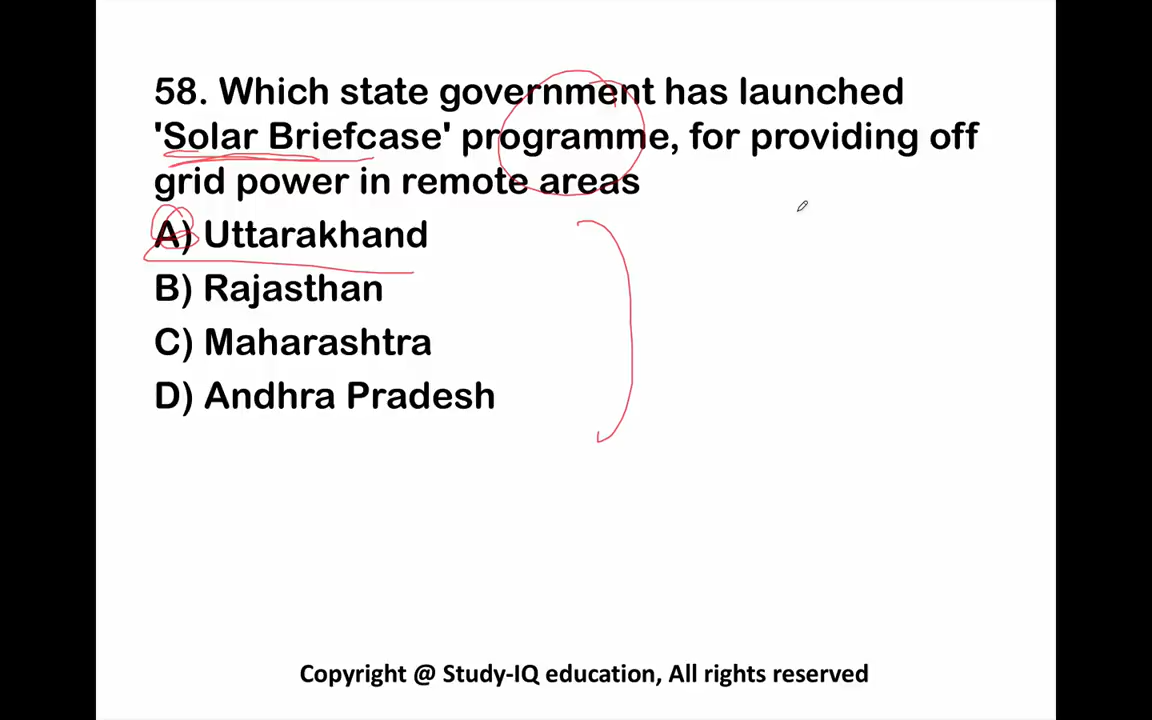 58. Which state government has launched
'Solar Briefcase' programme, for providing off
grid power in remote areas
A) Uttarakhand
B) Rajasthan
C) Maharashtra
D) Andhra Pradesh
Copyright @ Study-IQ education, All rights reserved